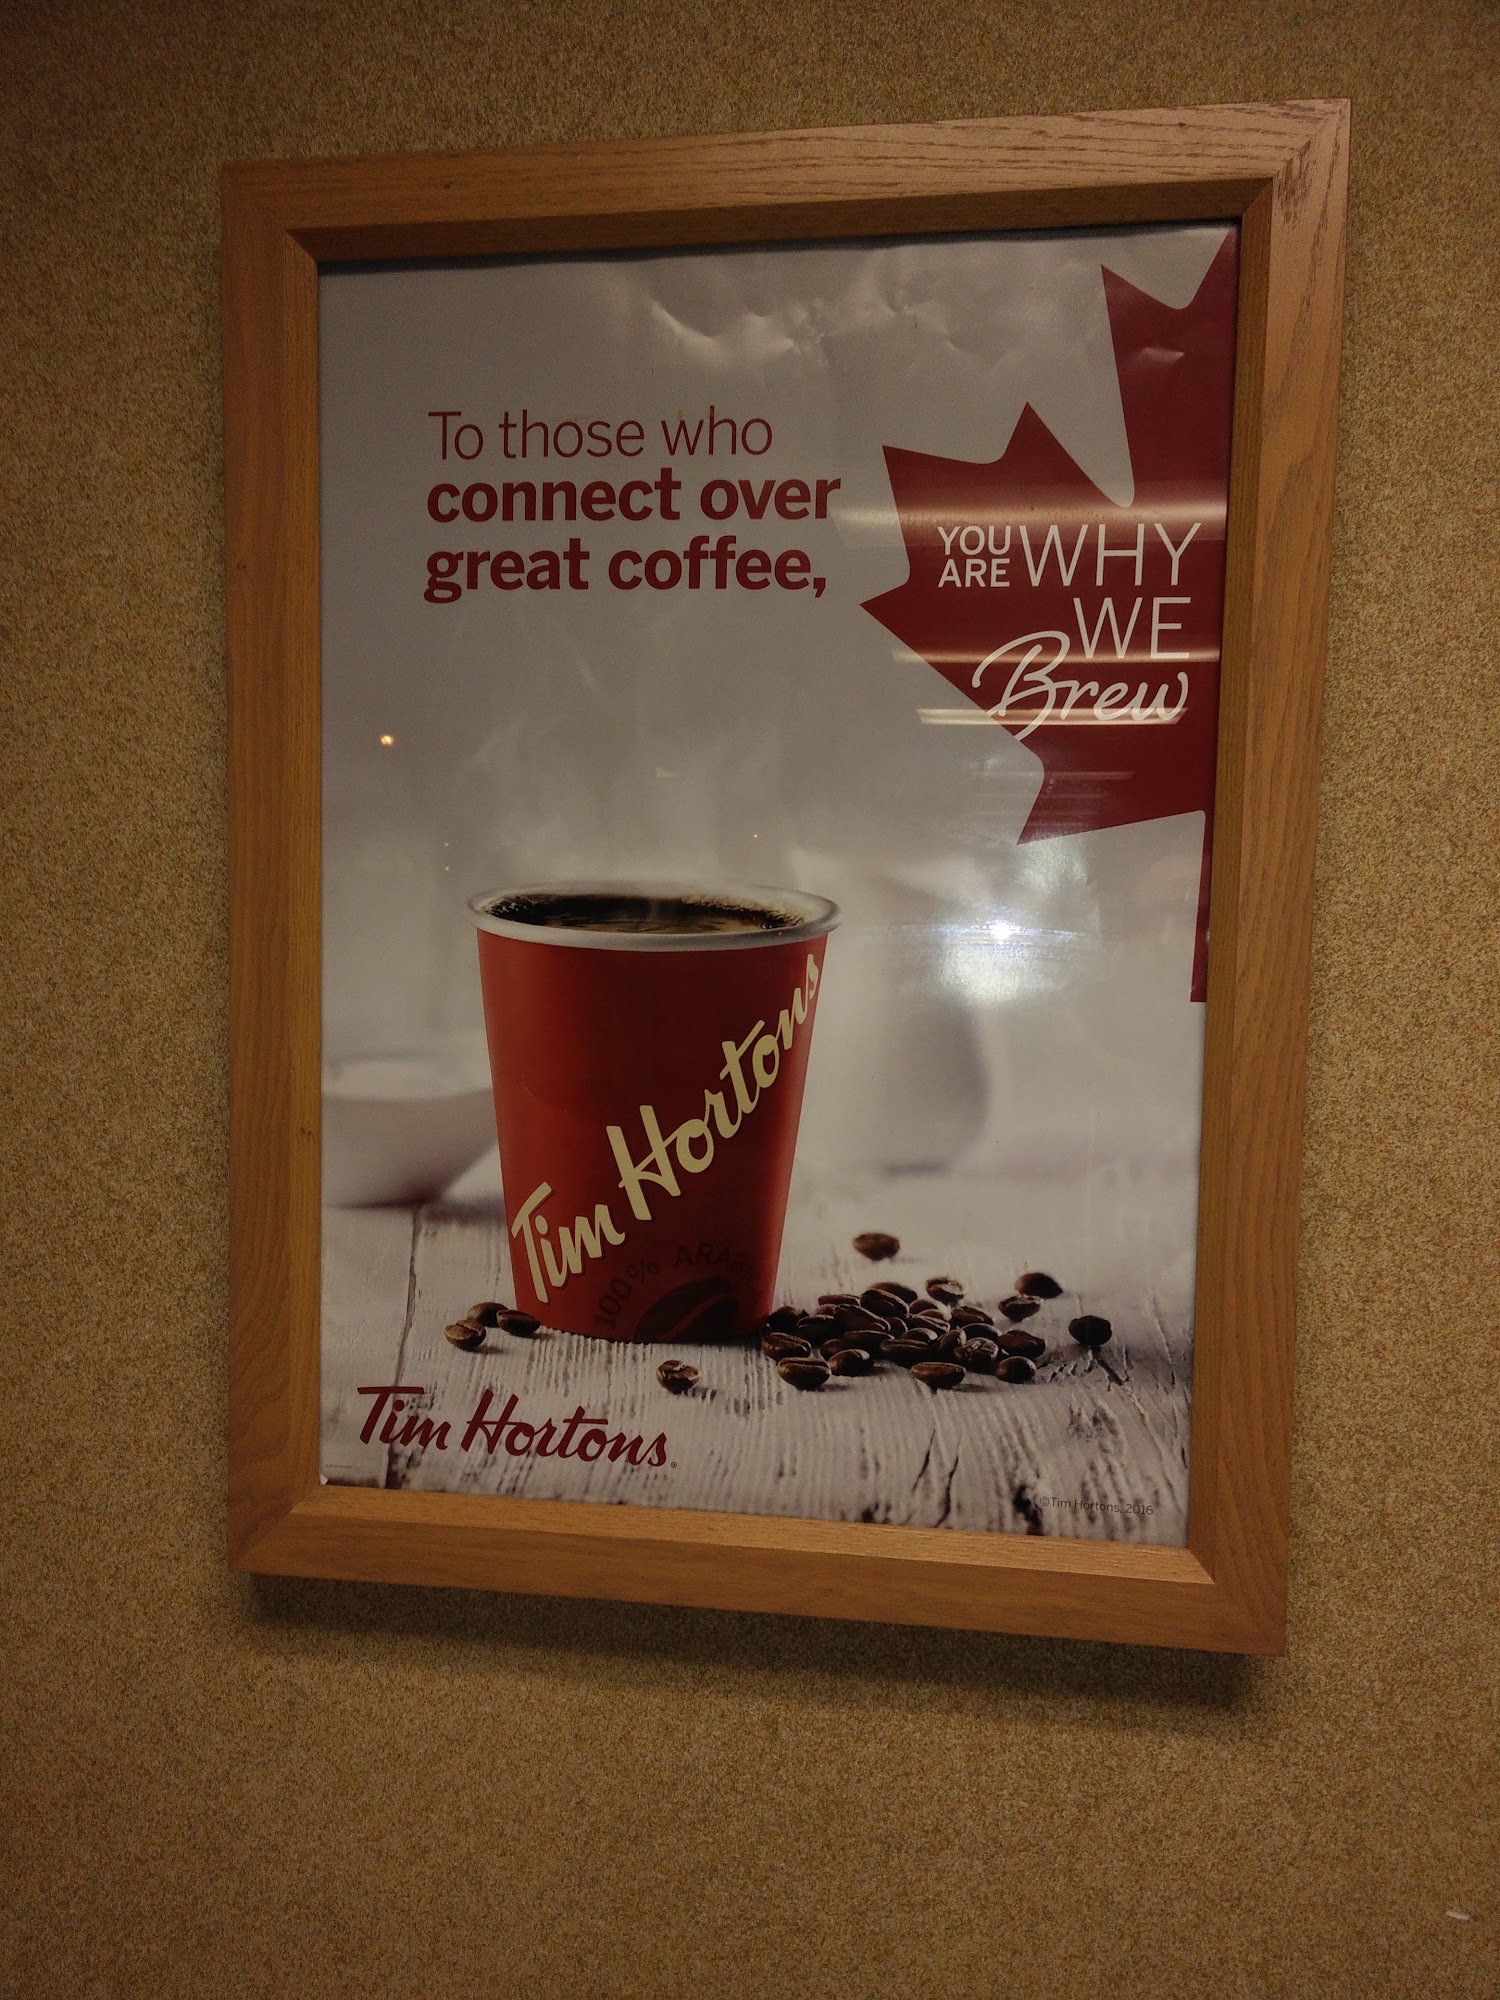 To those who
connect over
great coffee,
YOU ARE WHY
WE
Brew
Tim Hortons
100% ARAB
Tim Hortons®
©Tim Hortons, 2016